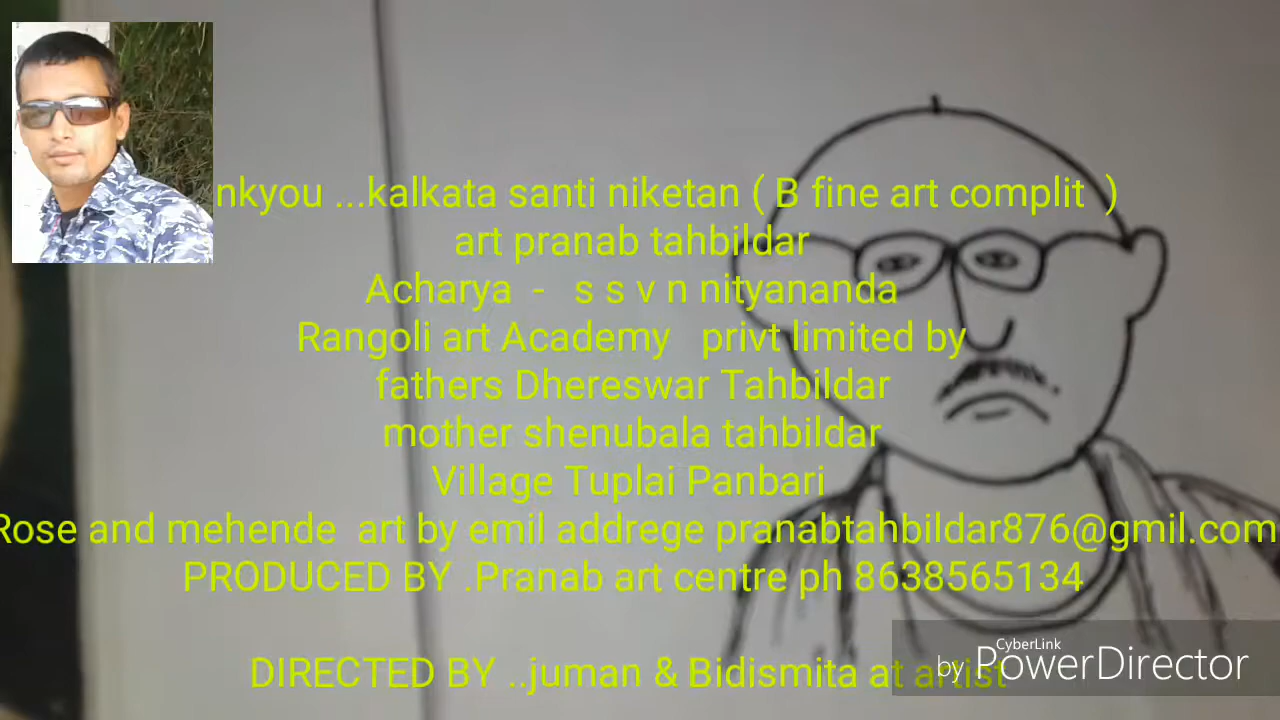 nkyou ...kalkata santi niketan ( B fine art complit )
art pranab tahbildar
Acharya - s s v n nityananda
Rangoli art Academy privt limited by
fathers Dhereswar Tahbildar
mother shenubala tahbildar
Village Tuplai Panbari
Rose and mehende art by emil addrege pranabtahbildar876@gmil.com
PRODUCED BY .Pranab art centre ph 8638565134
DIRECTED BY ..juman & Bidismita at artist
CyberLink
by PowerDirector